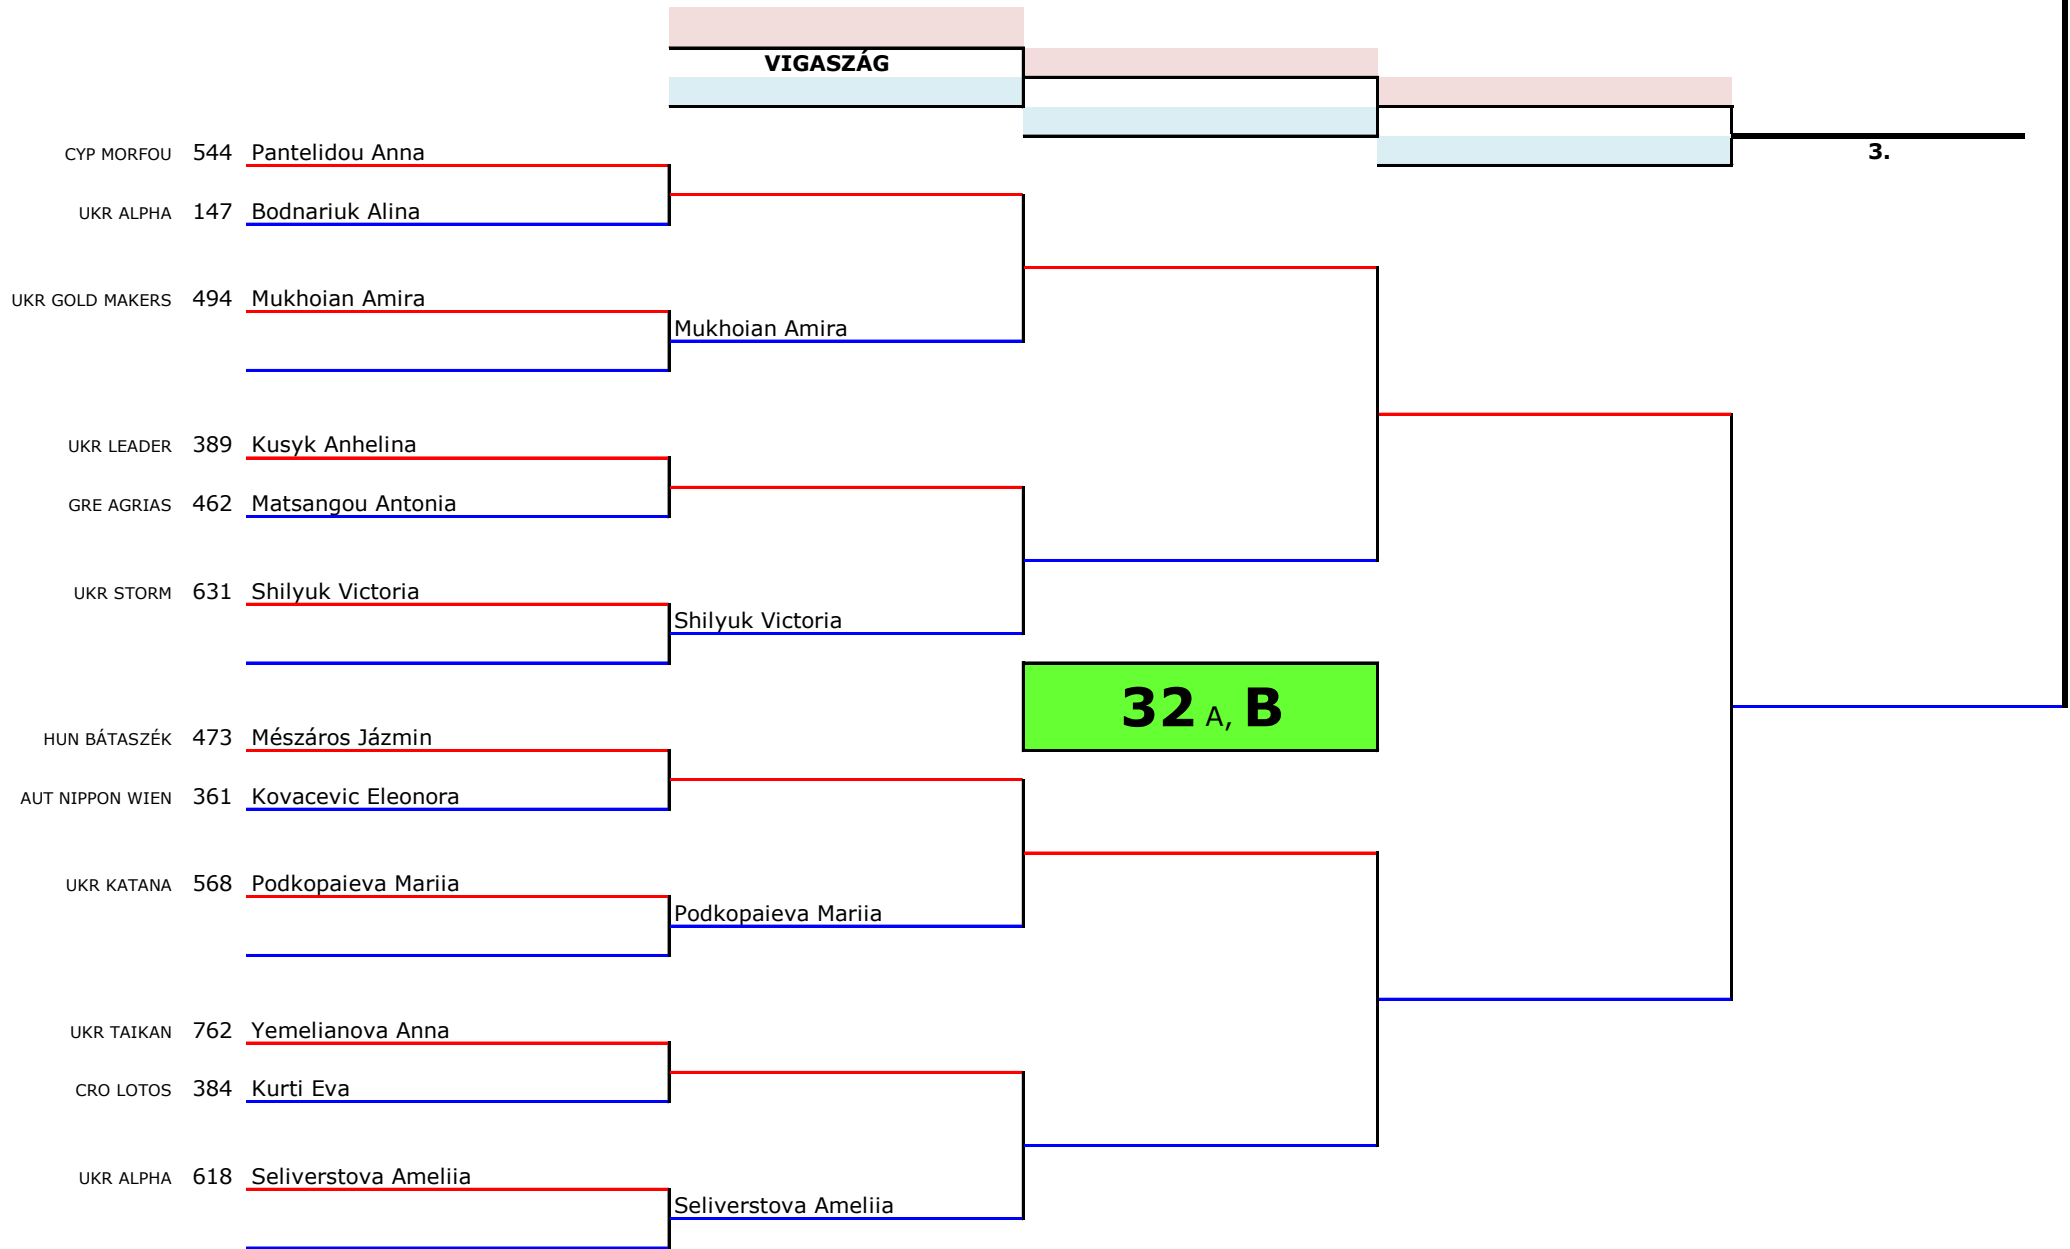 VIGASZÁG
3.
CYP MORFOU 544 Pantelidou Anna
UKR ALPHA 147 Bodnariuk Alina
UKR GOLD MAKERS 494 Mukhoian Amira
Mukhoian Amira
UKR LEADER 389 Kusyk Anhelina
GRE AGRIAS 462 Matsangou Antonia
UKR STORM 631 Shilyuk Victoria
Shilyuk Victoria
32 A, B
HUN BÁTASZÉK 473 Mészáros Jázmin
AUT NIPPON WIEN 361 Kovacevic Eleonora
UKR KATANA 568 Podkopaieva Mariia
Podkopaieva Mariia
UKR TAIKAN 762 Yemelianova Anna
CRO LOTOS 384 Kurti Eva
UKR ALPHA 618 Seliverstova Ameliia
Seliverstova Ameliia